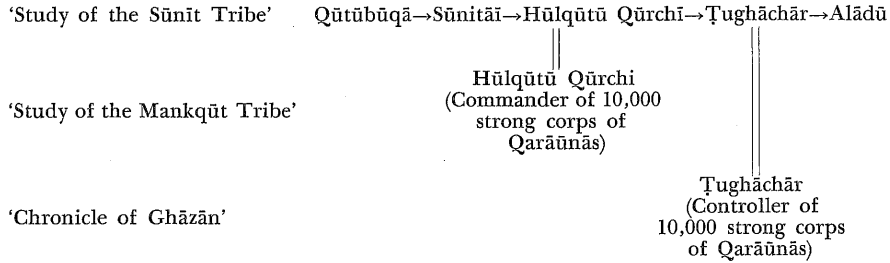 ‘Study of the Sūnīt Tribe’ Qūtūbūqā→Sūnitāī→Hūlqūtū Qūrchī→Ṭughāchār→Alādū
Hūlqūtū Qūrchi
(Commander of 10,000
strong corps of
Qarāūnās)
‘Study of the Mankqūt Tribe’
Ṭughāchār
(Controller of
10,000 strong corps
of Qarāūnās)
‘Chronicle of Ghāzān’